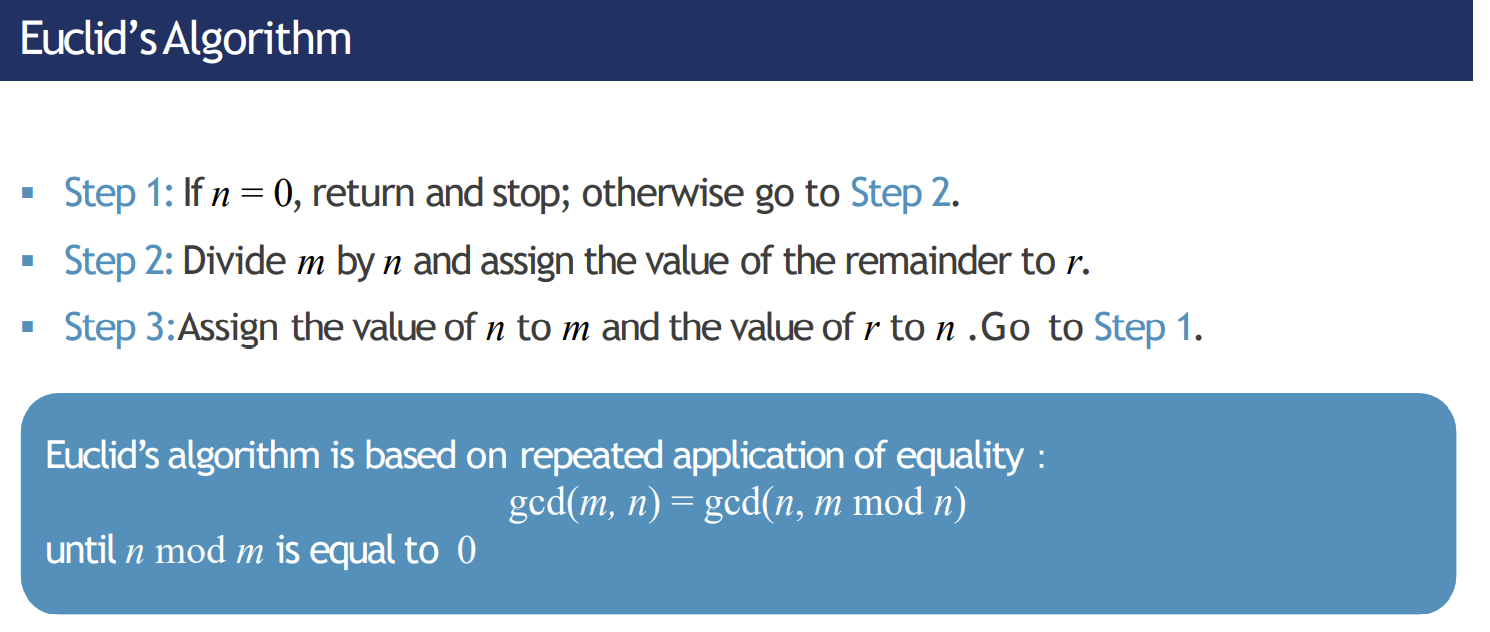 Euclid's Algorithm
▪ Step 1: If n = 0, return and stop; otherwise go to Step 2.
▪ Step 2: Divide m by n and assign the value of the remainder to r.
▪ Step 3:Assign the value of n to m and the value of r to n .Go to Step 1.
Euclid's algorithm is based on repeated application of equality :
gcd(m, n) = gcd(n, m mod n)
until n mod m is equal to 0